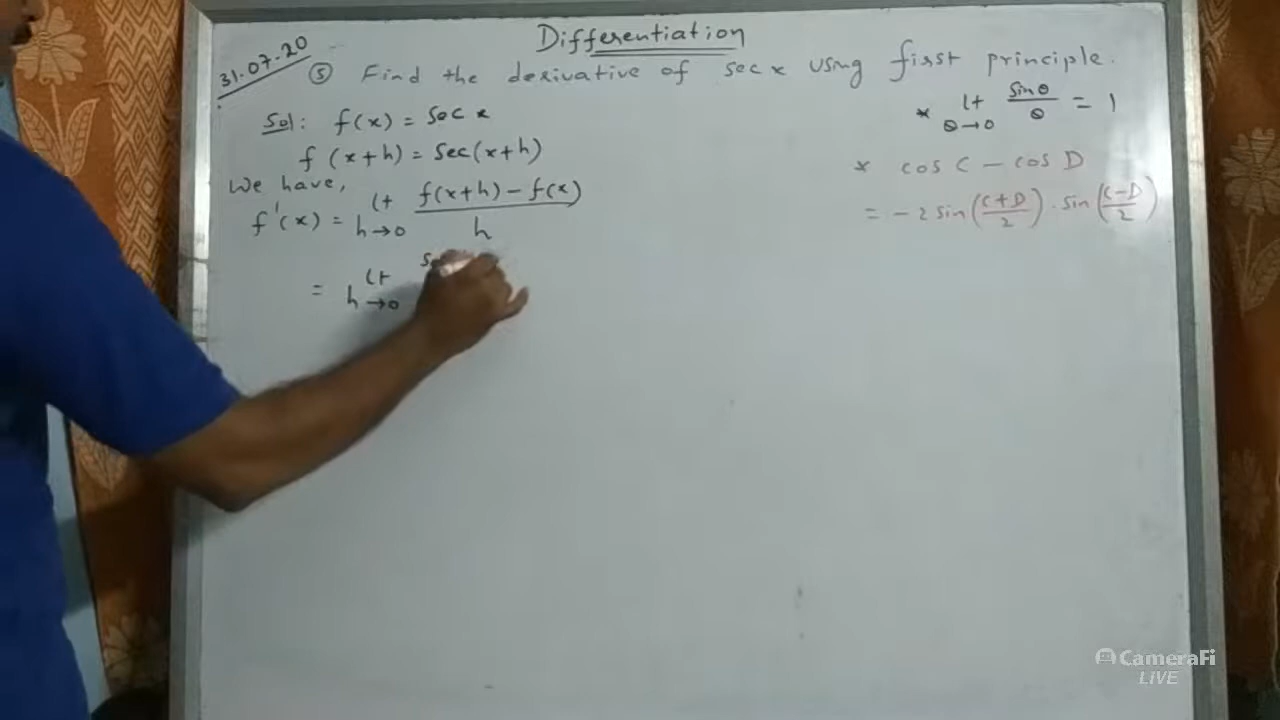 Differentiation
31.07.20
⑤ Find the derivative of sec x using first principle.
Sol: f(x) = sec x
f (x+h) = sec(x+h)
We have,
f'(x) = lt h→0 f(x+h) - f(x) / h
= lt h→0
* lt θ→0 sinθ / θ = 1
* cos C - cos D
= -2 sin(C+D / 2) . sin(C-D / 2)
CameraFi
LIVE